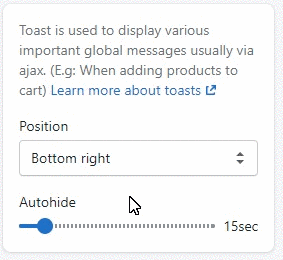 Toast is used to display various
important global messages usually via
ajax. (E.g: When adding products to
cart) Learn more about toasts
Position
Bottom right
Autohide
15sec